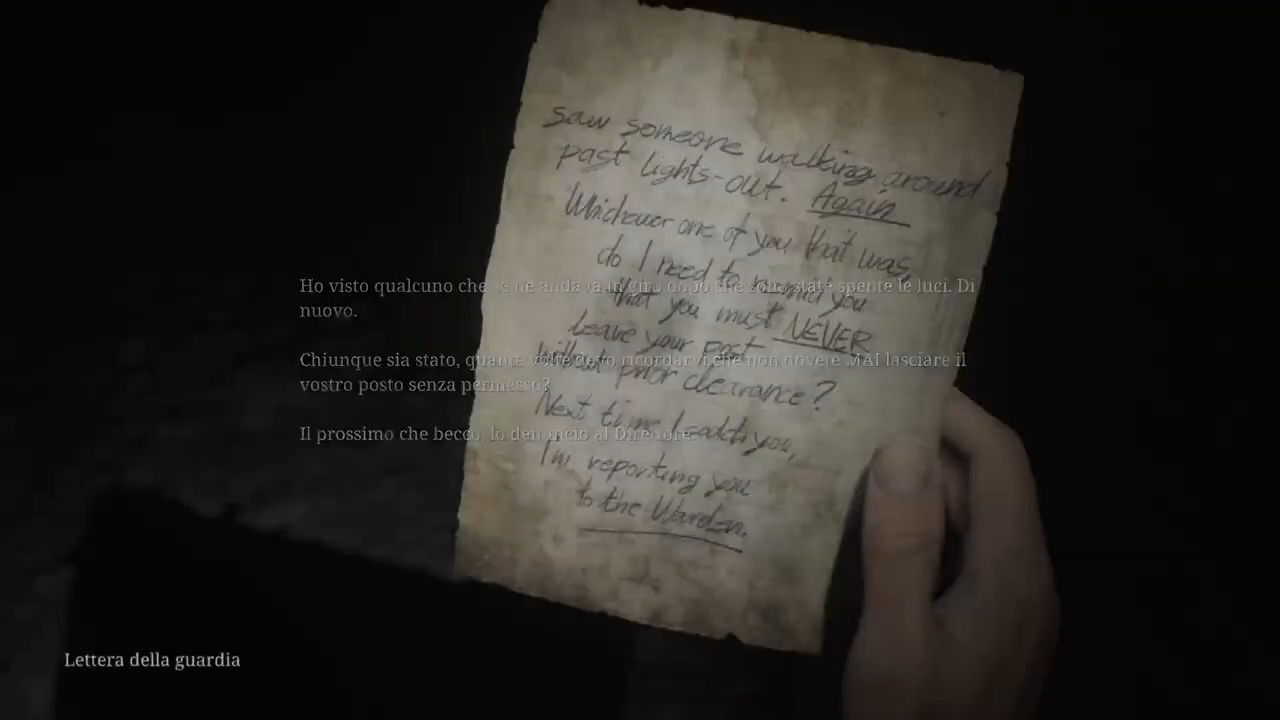 saw someone walking around
past lights-out. Again
Whichever one of you that was,
do I need to remind you
that you must NEVER
leave your post
without prior clearance?
Next time I catch you,
I'm reporting you
to the Warden.
Ho visto qualcuno che se ne andava in giro dopo che sono state spente le luci. Di
nuovo.
Chiunque sia stato, quante volte devo ricordarvi che non dovete MAI lasciare il
vostro posto senza permesso?
Il prossimo che becco, lo denuncio al Direttore.
Lettera della guardia